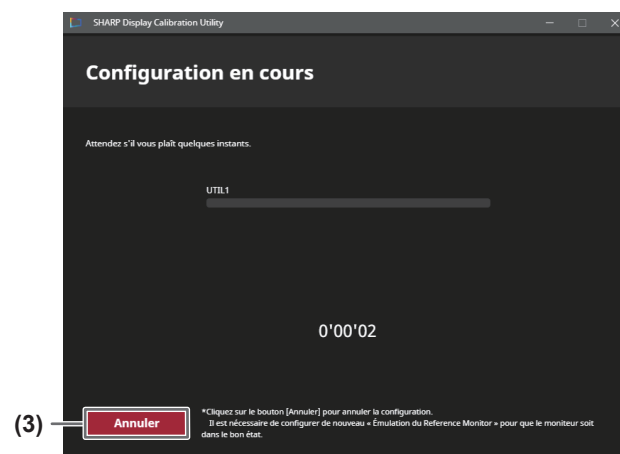 SHARP Display Calibration Utility
Configuration en cours
Attendez s'il vous plaît quelques instants.
UTIL1
0'00'02
(3)
Annuler
*Cliquez sur le bouton [Annuler] pour annuler la configuration.
Il est nécessaire de configurer de nouveau « Émulation du Reference Monitor » pour que le moniteur soit
dans le bon état.